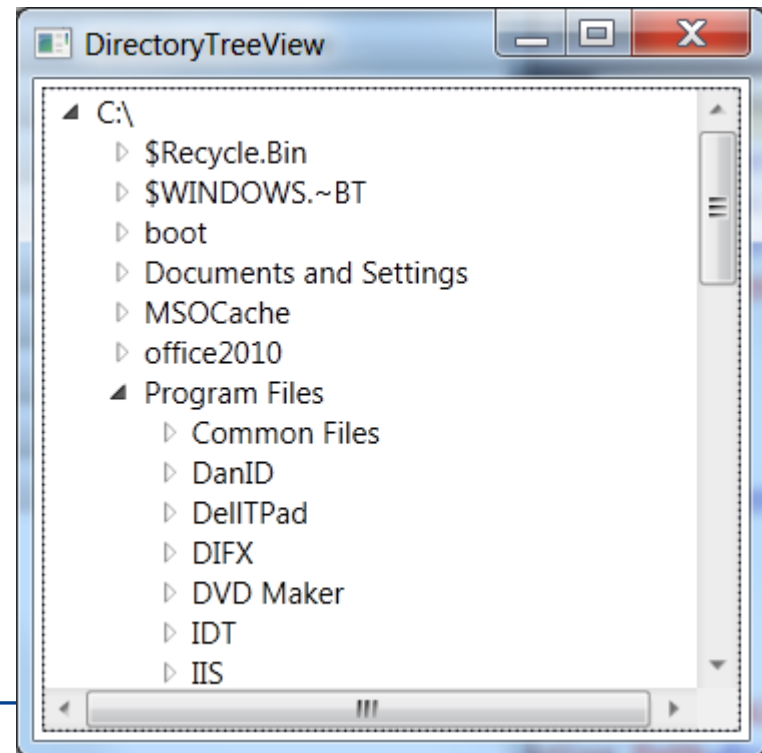 DirectoryTreeView
C:\
$Recycle.Bin
$WINDOWS.~BT
boot
Documents and Settings
MSOCache
office2010
Program Files
Common Files
DanID
DellTPad
DIFX
DVD Maker
IDT
IIS